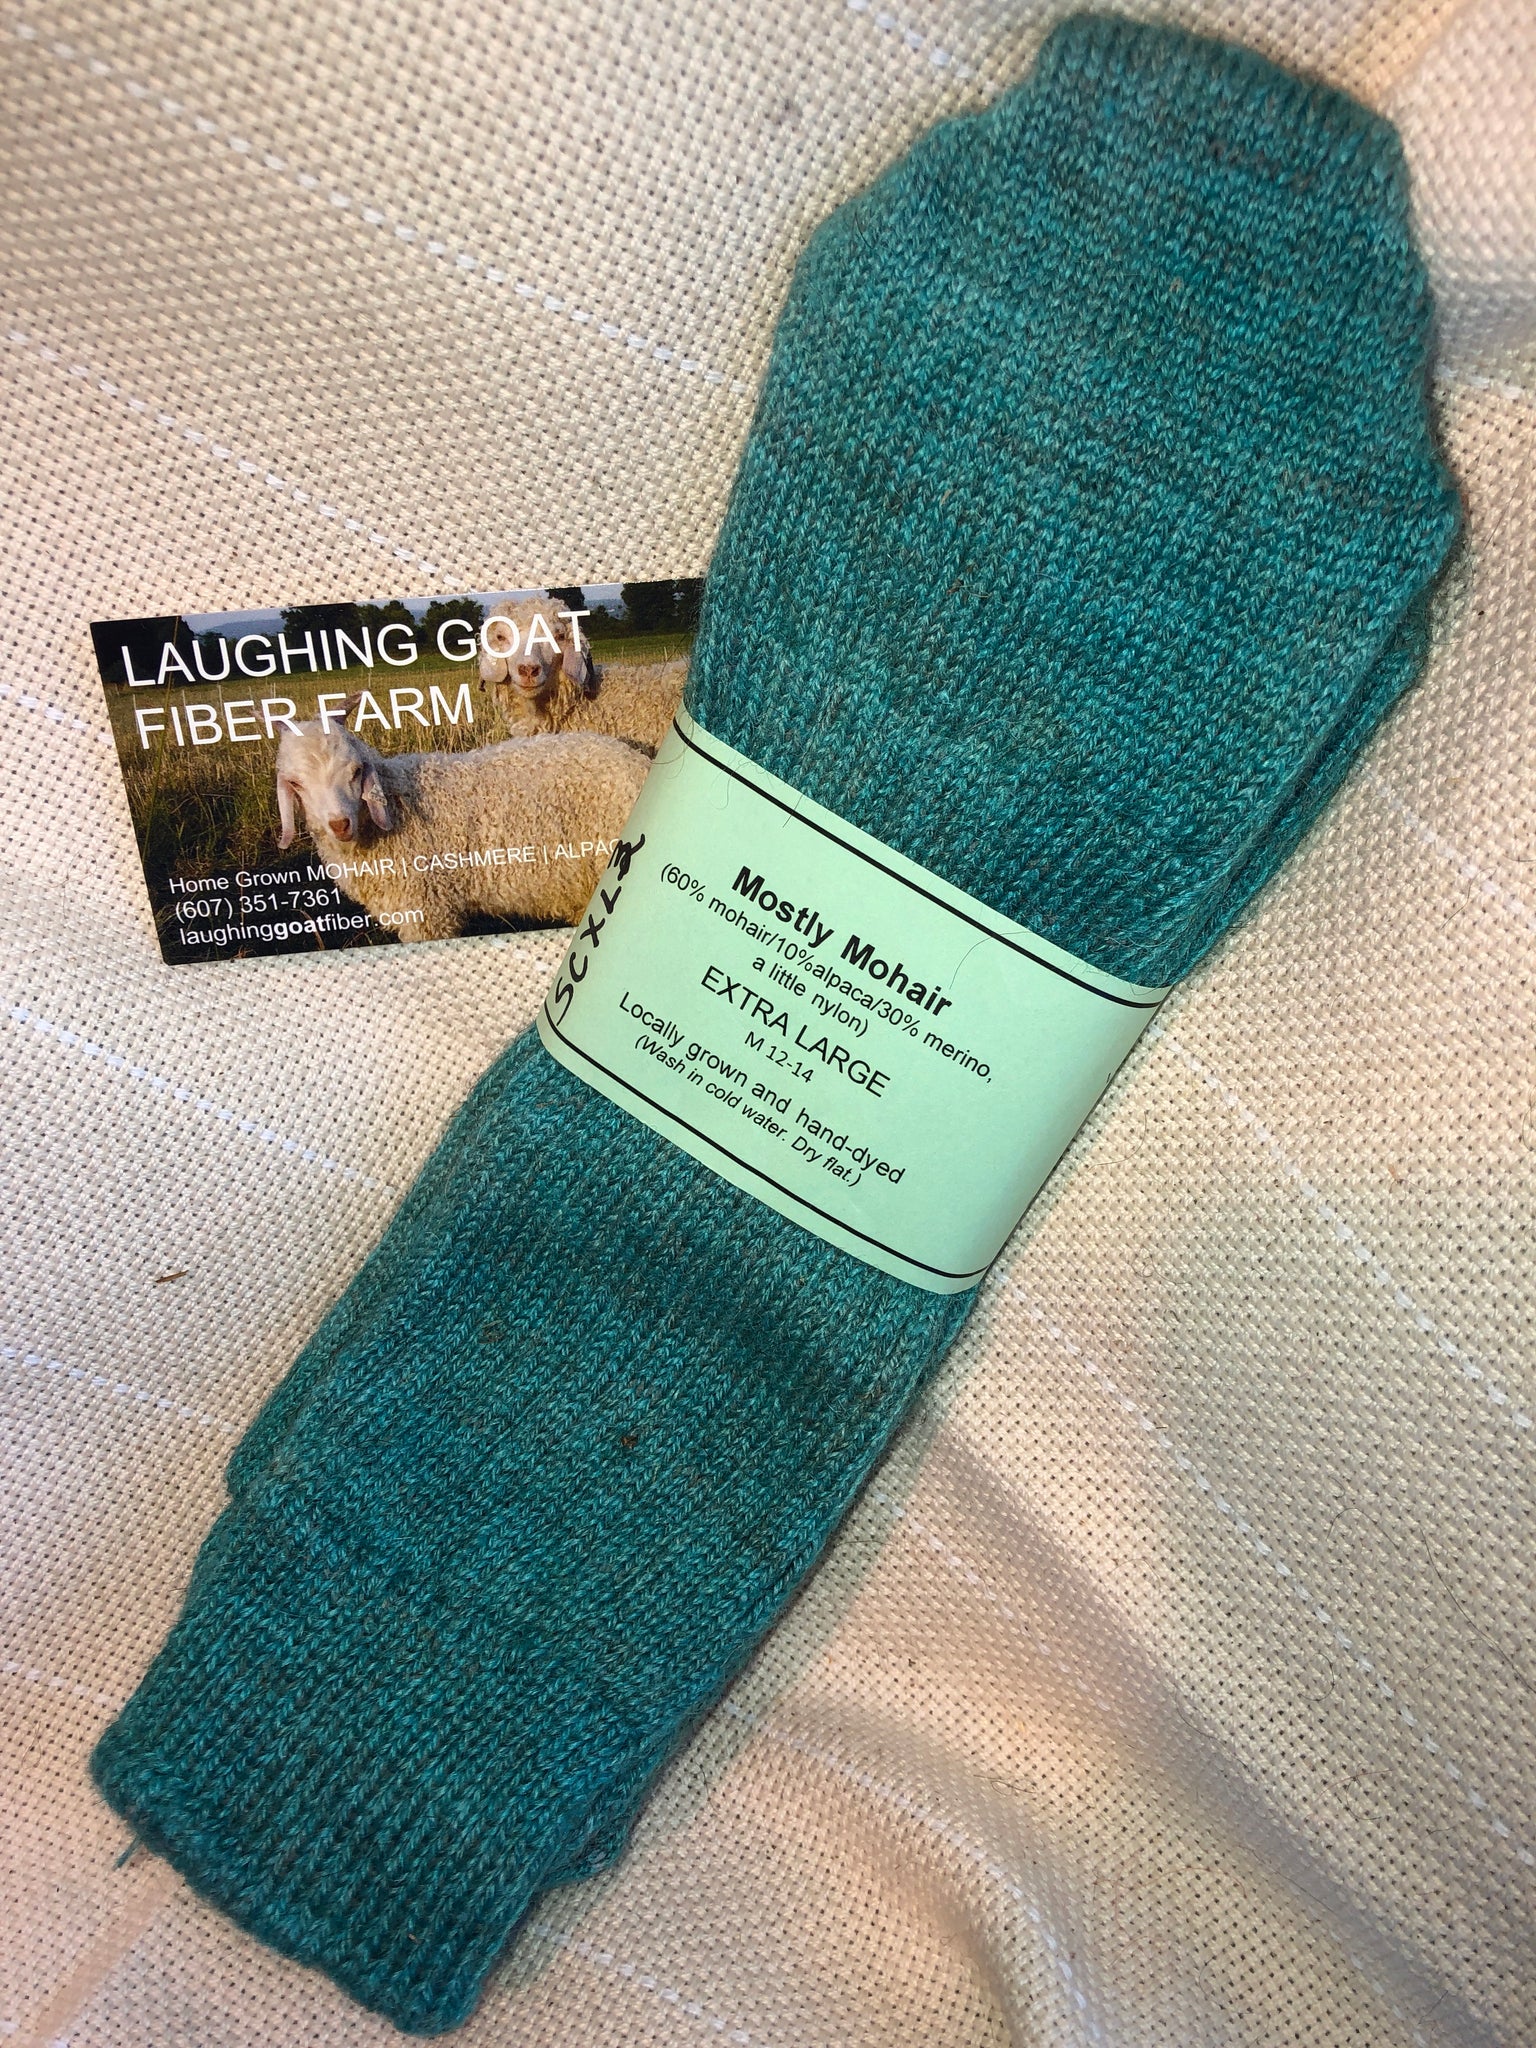 LAUGHING GOAT
FIBER FARM
Home Grown MOHAIR | CASHMERE | ALPAC
(607) 351-7361
laughinggoatfiber.com
SCXL
Mostly Mohair
(60% mohair/10%alpaca/30% merino,
a little nylon)
EXTRA LARGE
M 12-14
Locally grown and hand-dyed
(Wash in cold water. Dry flat.)